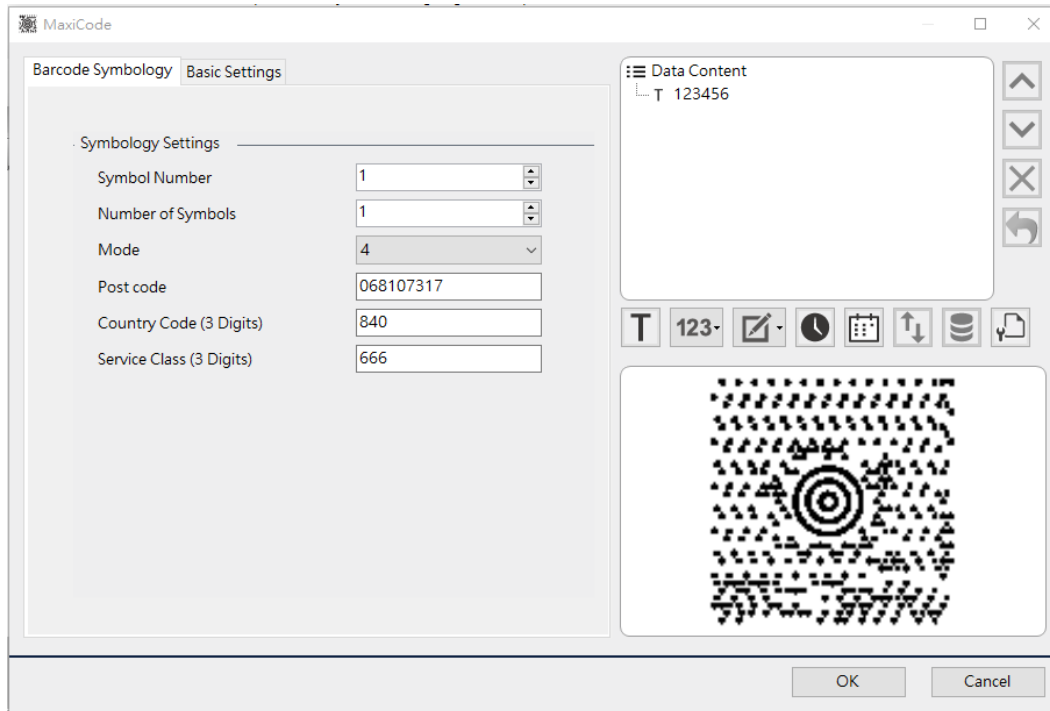 MaxiCode
Barcode Symbology
Basic Settings
Symbology Settings
Symbol Number
1
Number of Symbols
1
Mode
4
Post code
068107317
Country Code (3 Digits)
840
Service Class (3 Digits)
666
Data Content
T 123456
T
123
OK
Cancel